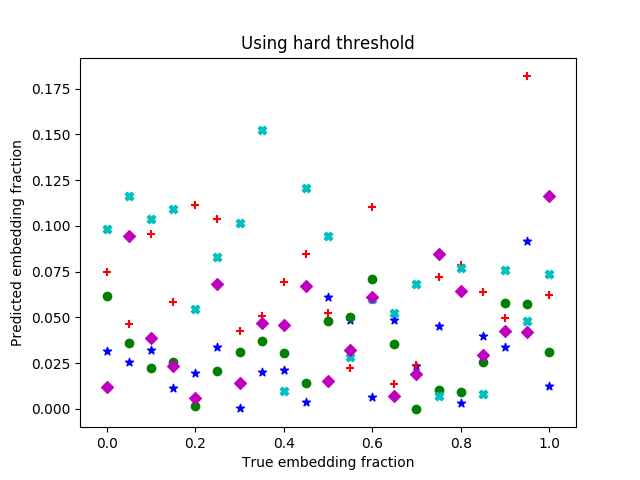 Using hard threshold
Predicted embedding fraction
0.175
0.150
0.125
0.100
0.075
0.050
0.025
0.000
0.0 0.2 0.4 0.6 0.8 1.0
True embedding fraction